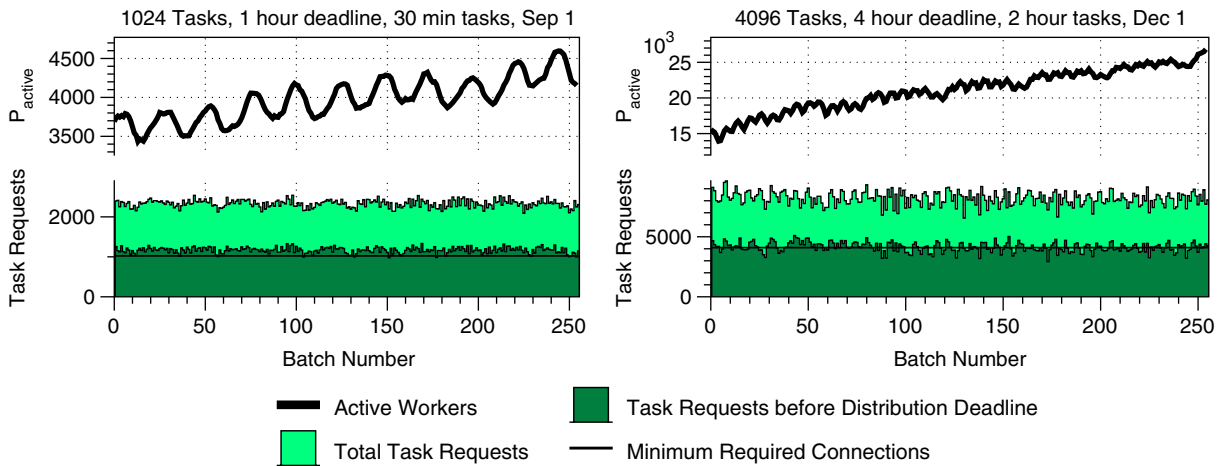 1024 Tasks, 1 hour deadline, 30 min tasks, Sep 1
P active
4500
4000
3500
Task Requests
2000
0
0 50 100 150 200 250
Batch Number
4096 Tasks, 4 hour deadline, 2 hour tasks, Dec 1
10^3
P active
25
20
15
Task Requests
5000
0
0 50 100 150 200 250
Batch Number
Active Workers
Task Requests before Distribution Deadline
Total Task Requests
Minimum Required Connections